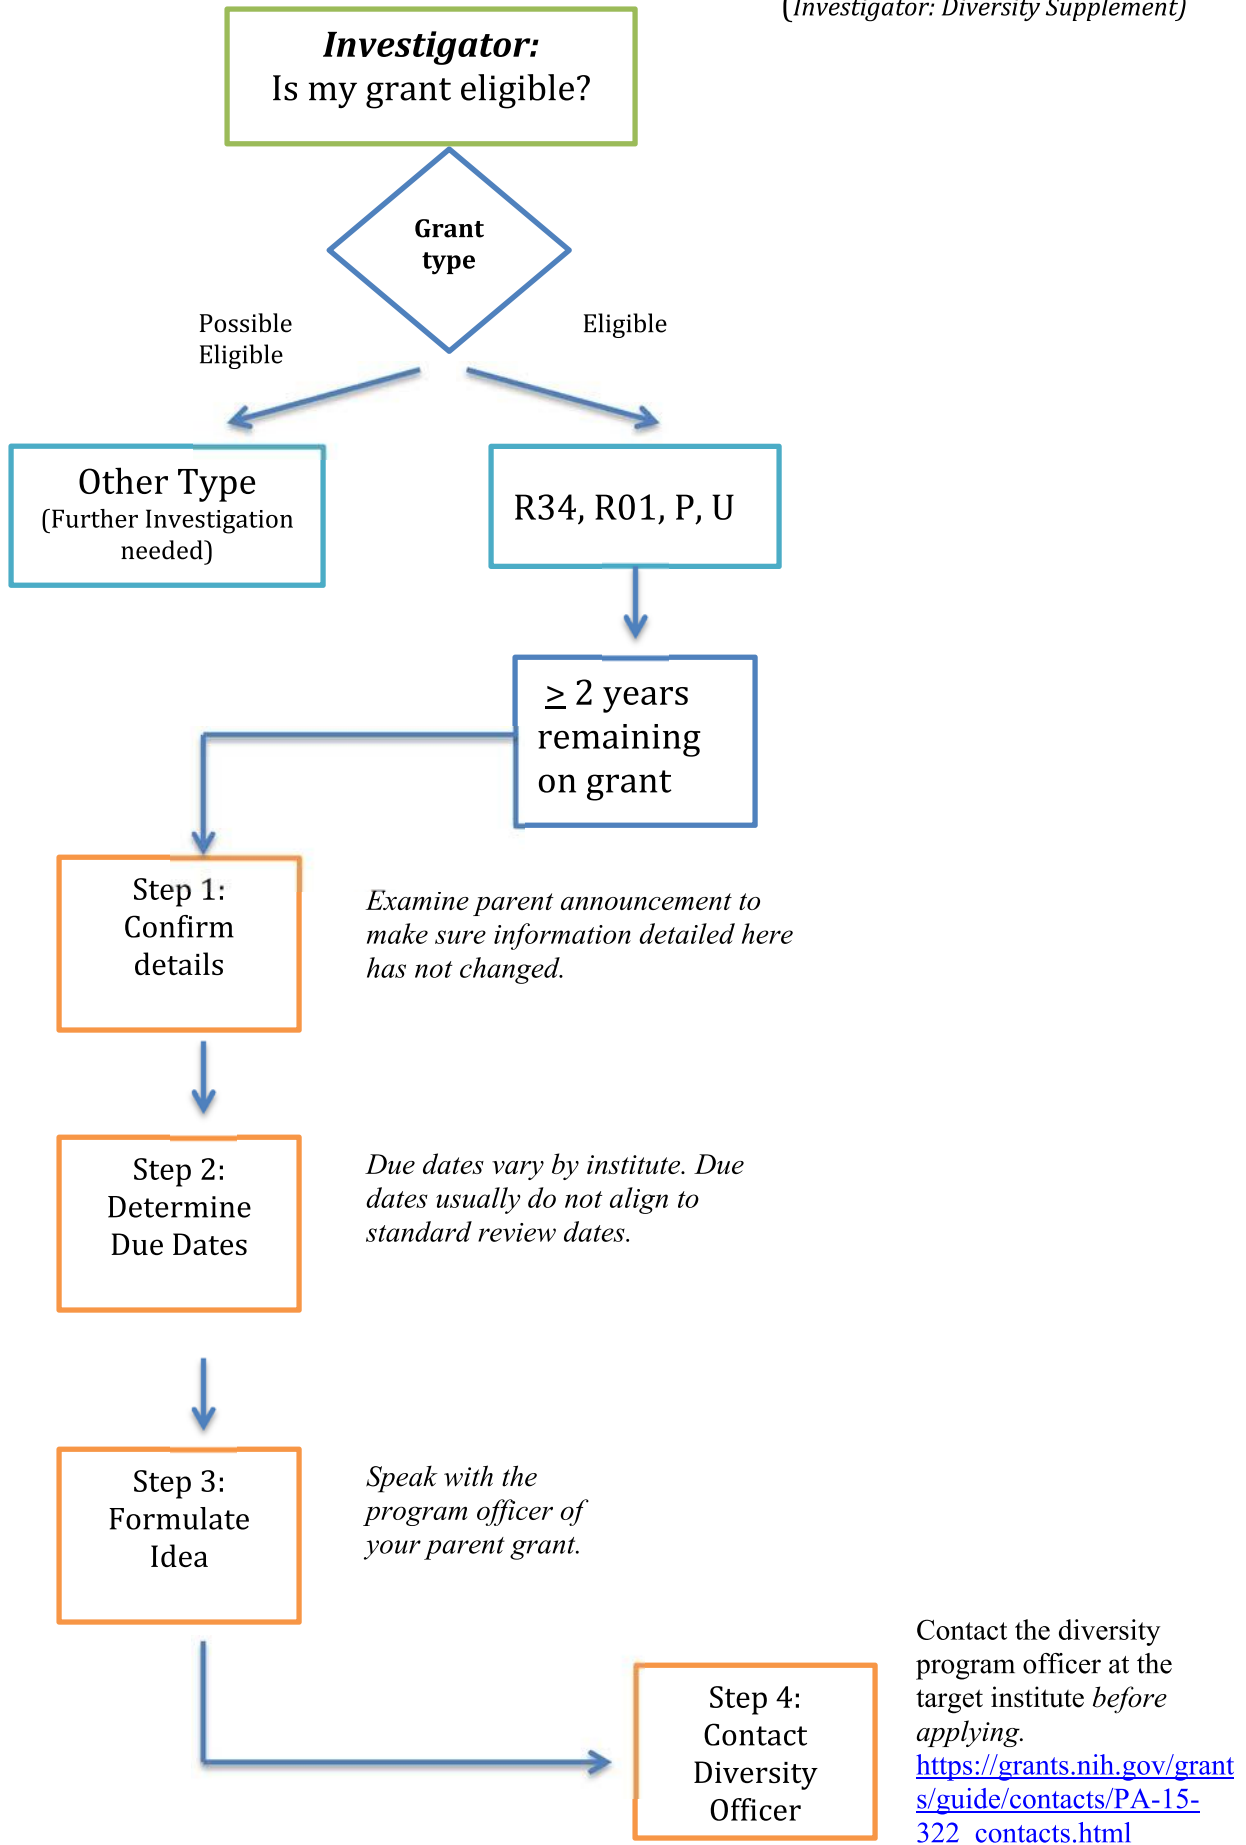 (Investigator: Diversity Supplement)
Investigator:
Is my grant eligible?
Grant
type
Possible
Eligible
Eligible
Other Type
(Further Investigation
needed)
R34, R01, P, U
≥ 2 years
remaining
on grant
Step 1:
Confirm
details
Examine parent announcement to
make sure information detailed here
has not changed.
Step 2:
Determine
Due Dates
Due dates vary by institute. Due
dates usually do not align to
standard review dates.
Step 3:
Formulate
Idea
Speak with the
program officer of
your parent grant.
Step 4:
Contact
Diversity
Officer
Contact the diversity
program officer at the
target institute before
applying.
https://grants.nih.gov/grant
s/guide/contacts/PA-15-
322_contacts.html